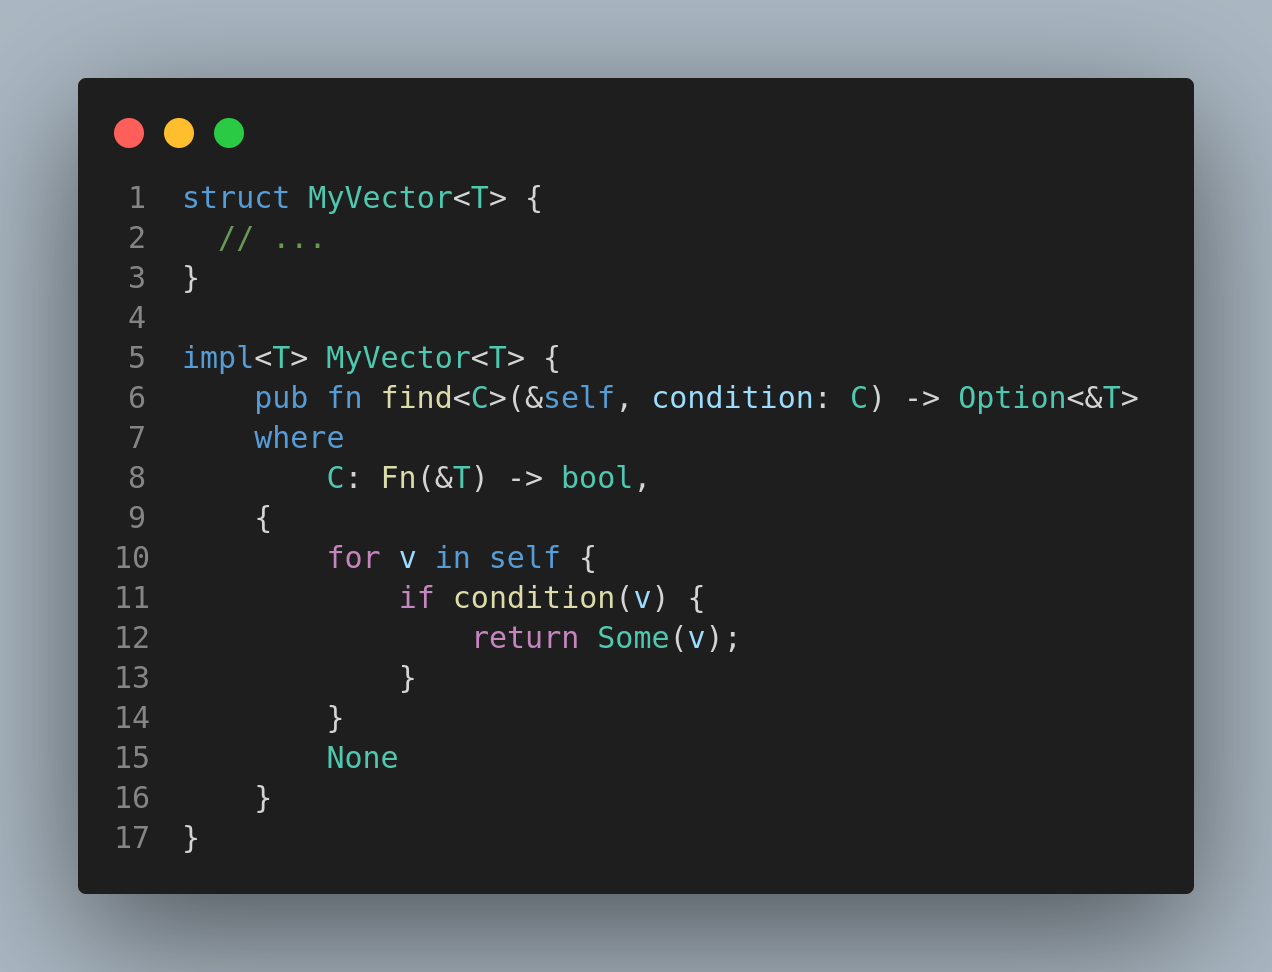 1 struct MyVector<T> {
2   // ...
3 }
4
5 impl<T> MyVector<T> {
6     pub fn find<C>(&self, condition: C) -> Option<&T>
7     where
8         C: Fn(&T) -> bool,
9     {
10         for v in self {
11             if condition(v) {
12                 return Some(v);
13             }
14         }
15         None
16     }
17 }